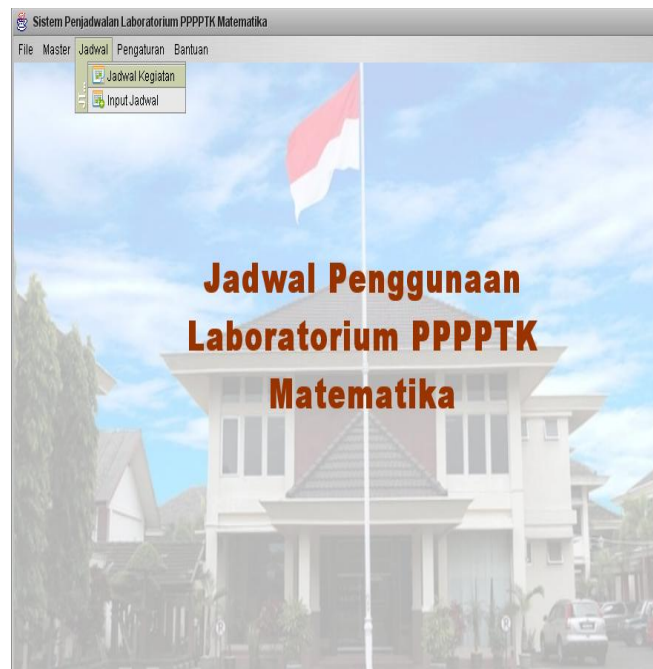 Sistem Penjadwalan Laboratorium PPPPTK Matematika
File Master Jadwal Pengaturan Bantuan
Jadwal Kegiatan
Input Jadwal
Jadwal Penggunaan
Laboratorium PPPPTK
Matematika